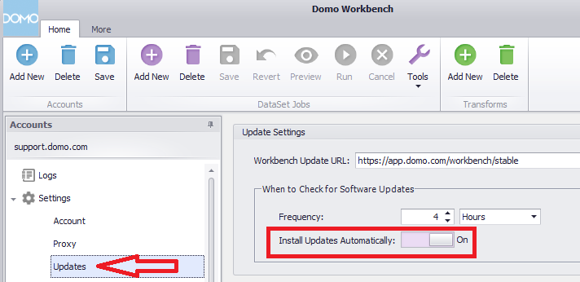 Domo Workbench
DOMO
Home More
Add New Delete Save Add New Delete Save Revert Preview Run Cancel Tools Add New Delete
Accounts DataSet Jobs Transforms
Accounts
support.domo.com
Logs
Settings
Account
Proxy
Updates
Update Settings
Workbench Update URL: https://app.domo.com/workbench/stable
When to Check for Software Updates
Frequency: 4 Hours
Install Updates Automatically: On